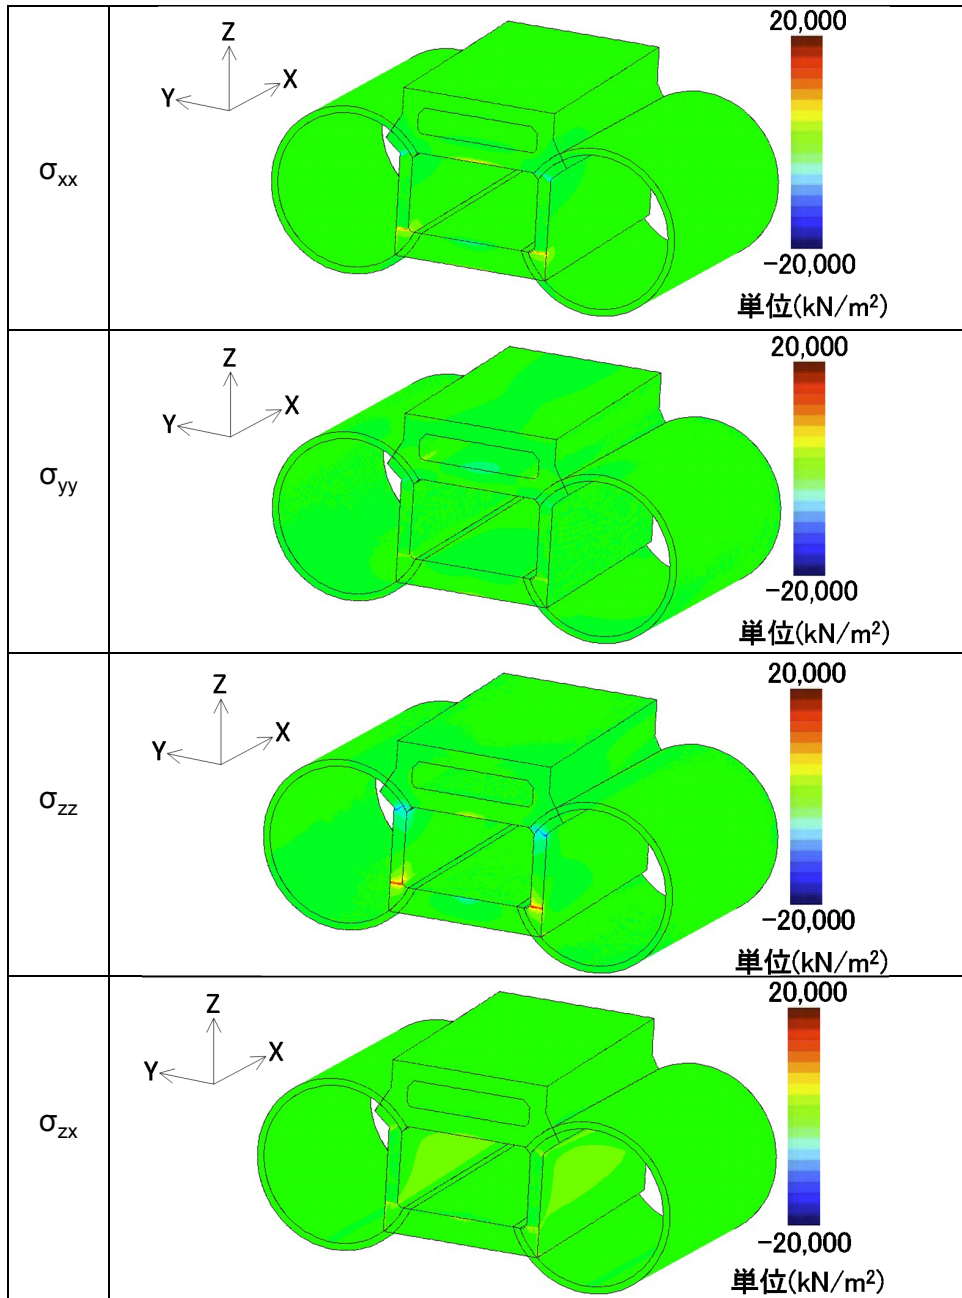 σxx
Z
Y
X
20,000
-20,000
単位(kN/m²)
σyy
Z
Y
X
20,000
-20,000
単位(kN/m²)
σzz
Z
Y
X
20,000
-20,000
単位(kN/m²)
σzx
Z
Y
X
20,000
-20,000
単位(kN/m²)